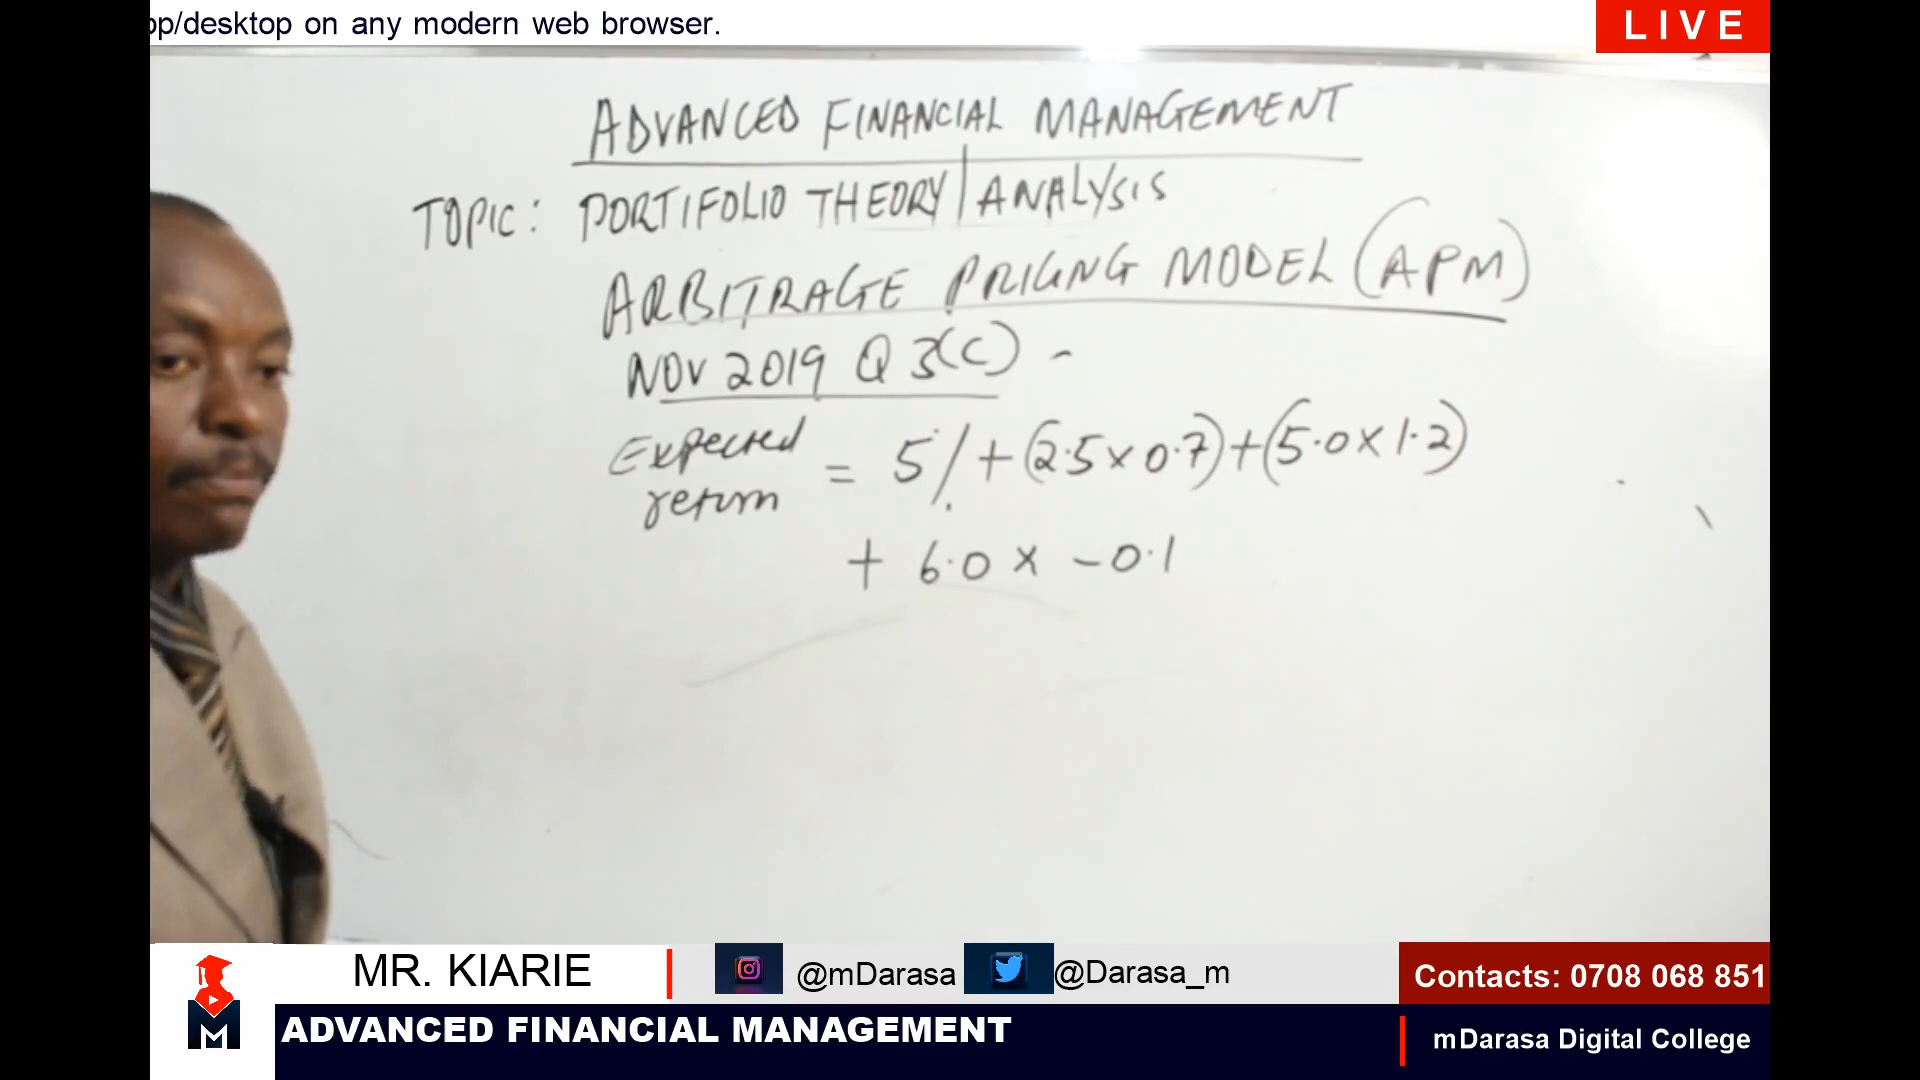 pp/desktop on any modern web browser.
LIVE
ADVANCED FINANCIAL MANAGEMENT
TOPIC: PORTIFOLIO THEORY/ANALYSIS
ARBITRAGE PRICING MODEL (APM)
NOV 2019 Q 3(C) -
Expected return = 5% + (2.5 x 0.7) + (5.0 x 1.2)
+ 6.0 x -0.1
MR. KIARIE
@mDarasa
@Darasa_m
Contacts: 0708 068 851
M
ADVANCED FINANCIAL MANAGEMENT
mDarasa Digital College